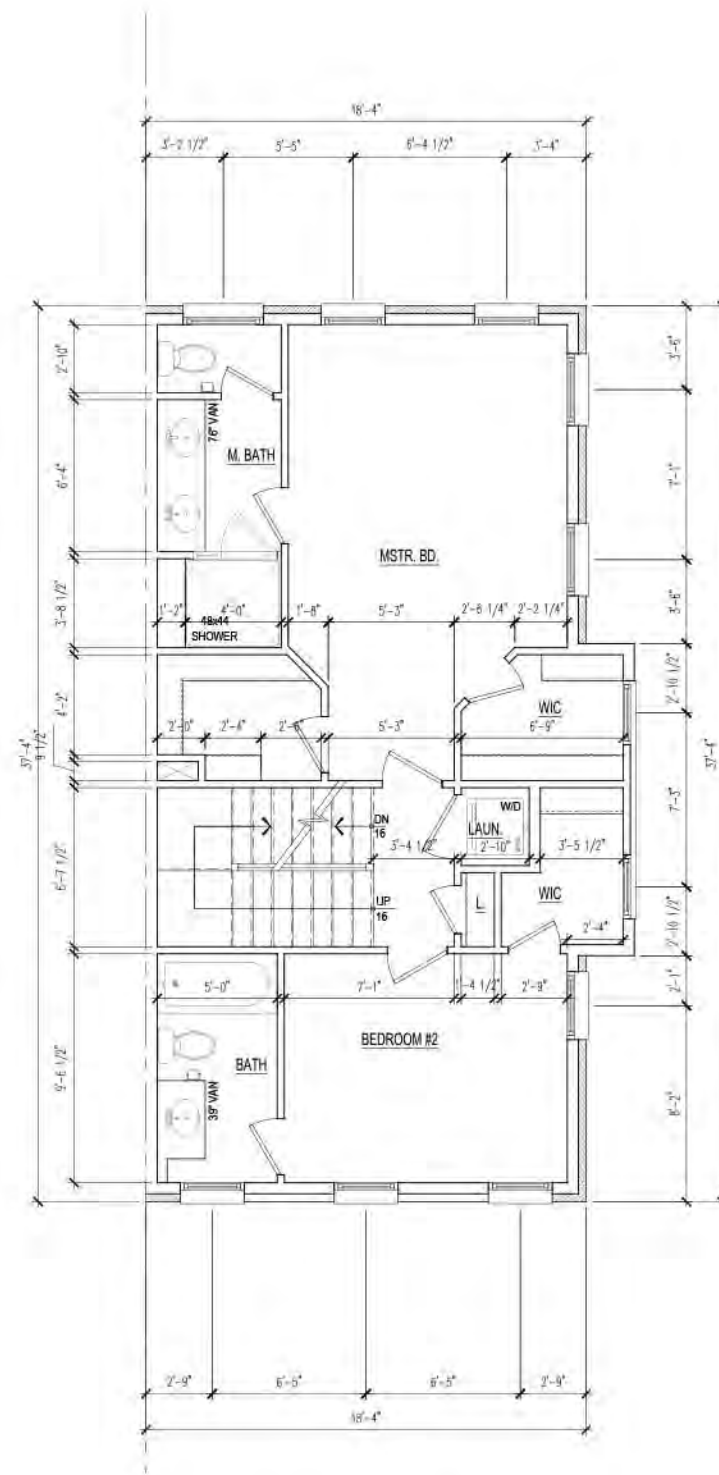 18'-4"
3'-2 1/2" 5'-5" 6'-4 1/2" 3'-4"
2'-10"
3'-6"
76" VAN
M. BATH
6'-4"
7'-1"
MSTR. BD.
3'-8 1/2"
3'-6"
1'-2" 4'-0" 1'-8" 5'-3" 2'-6 1/4" 2'-2 1/4"
48x44
SHOWER
4'-2"
2'-10 1/2"
WIC
2'-0" 2'-4" 5'-3" 6'-9"
37'-4"
9 1/2"
37'-4"
7'-3"
W/D
DN
16
LAUN.
3'-4 1/2" 2'-10" 3'-5 1/2"
6'-7 1/2"
UP
16
L
WIC
2'-4"
2'-10 1/2"
5'-0" 7'-1" 1'-4 1/2" 2'-9"
2'-1"
BEDROOM #2
BATH
39" VAN
9'-6 1/2"
8'-2"
2'-9" 6'-5" 6'-5" 2'-9"
18'-4"